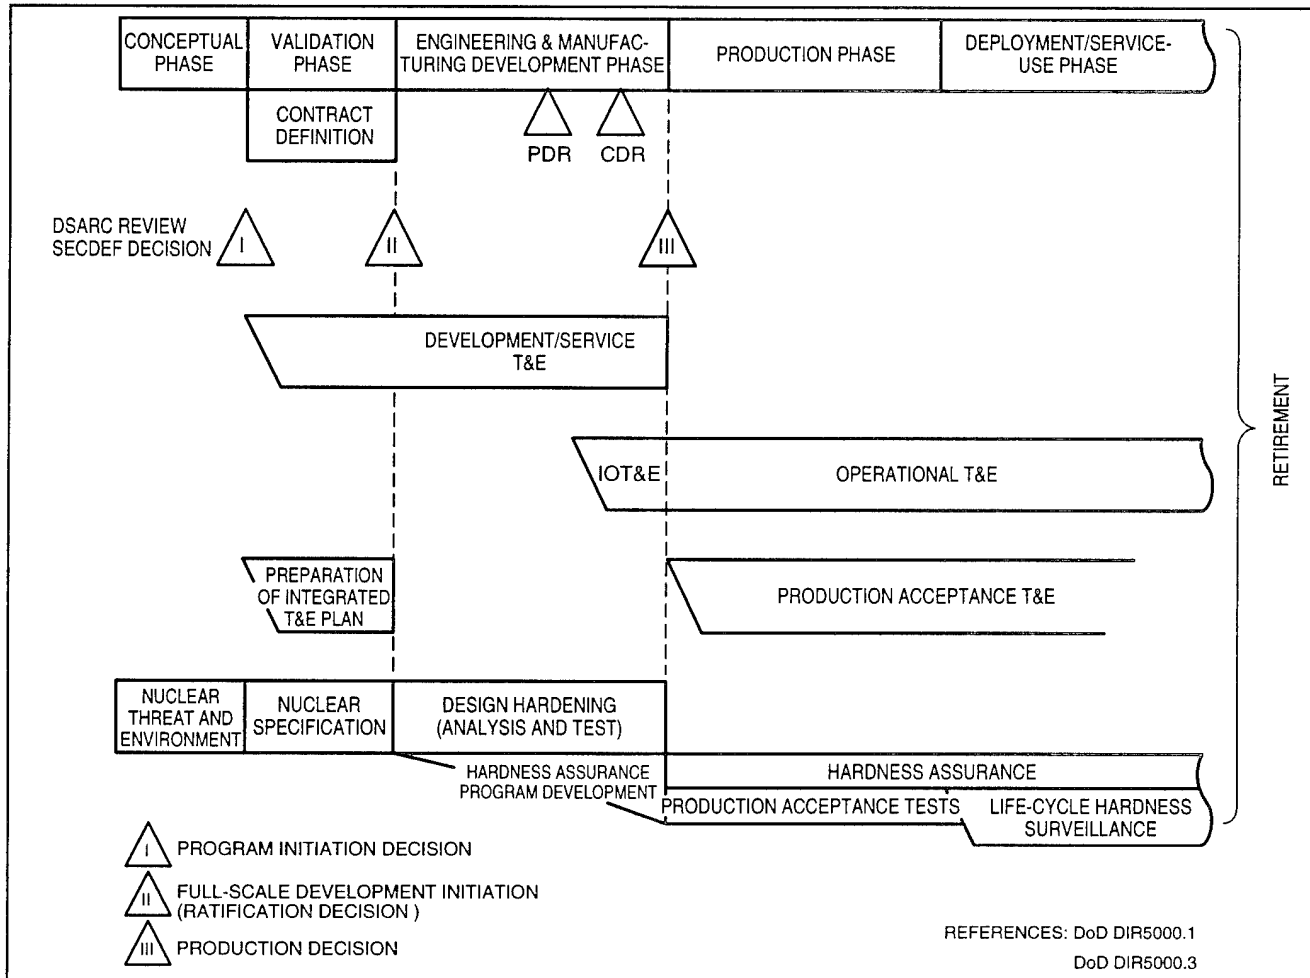 CONCEPTUAL
PHASE
VALIDATION
PHASE
ENGINEERING & MANUFAC-
TURING DEVELOPMENT PHASE
PRODUCTION PHASE
DEPLOYMENT/SERVICE-
USE PHASE
CONTRACT
DEFINITION
PDR
CDR
DSARC REVIEW
SECDEF DECISION
I
II
III
DEVELOPMENT/SERVICE
T&E
IOT&E
OPERATIONAL T&E
RETIREMENT
PREPARATION
OF INTEGRATED
T&E PLAN
PRODUCTION ACCEPTANCE T&E
NUCLEAR
THREAT AND
ENVIRONMENT
NUCLEAR
SPECIFICATION
DESIGN HARDENING
(ANALYSIS AND TEST)
HARDNESS ASSURANCE
PROGRAM DEVELOPMENT
HARDNESS ASSURANCE
PRODUCTION ACCEPTANCE TESTS
LIFE-CYCLE HARDNESS
SURVEILLANCE
I PROGRAM INITIATION DECISION
II FULL-SCALE DEVELOPMENT INITIATION
(RATIFICATION DECISION )
III PRODUCTION DECISION
REFERENCES: DoD DIR5000.1
DoD DIR5000.3